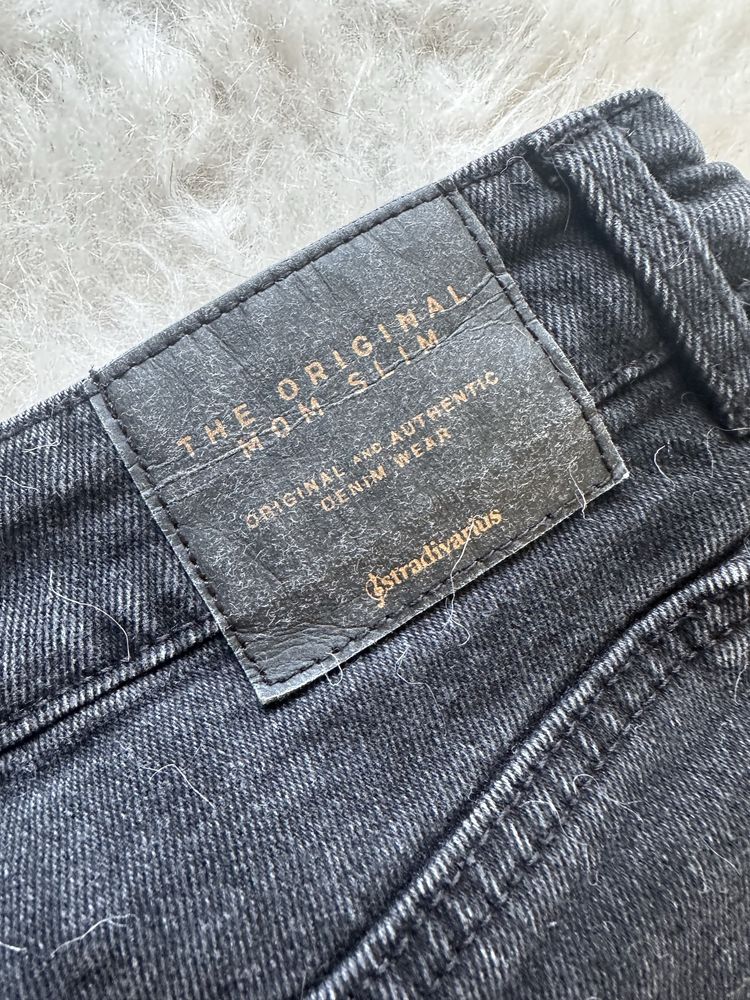 THE ORIGINAL
MOM SLIM
ORIGINAL AND AUTHENTIC
DENIM WEAR
stradivarius